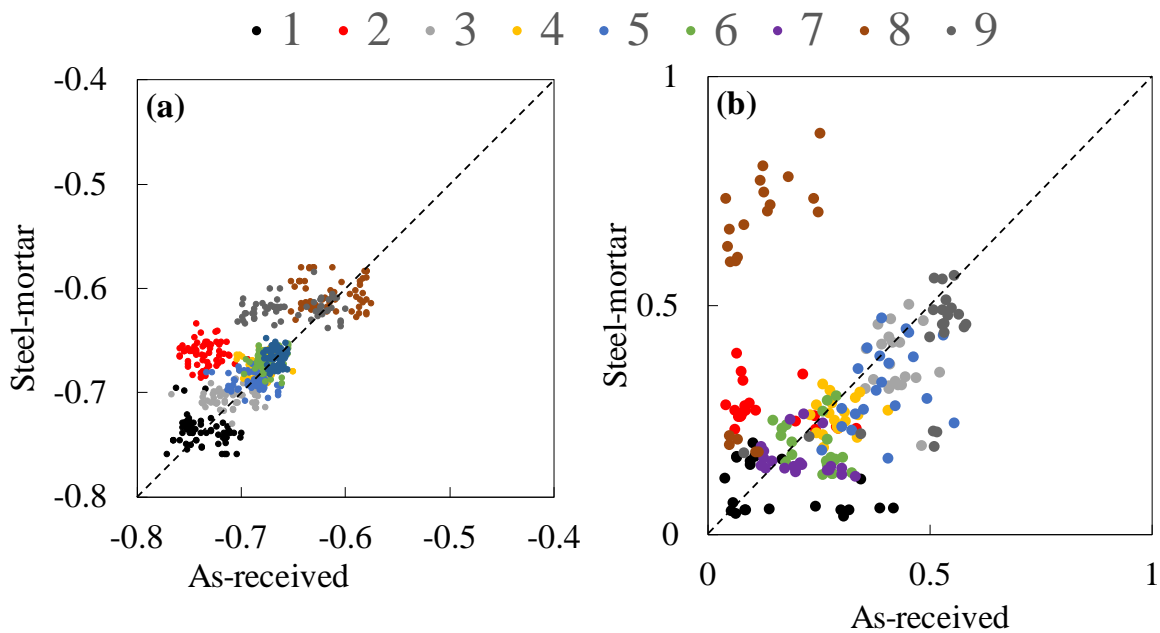 1 2 3 4 5 6 7 8 9
(a)
-0.4
-0.5
-0.6
-0.7
-0.8
Steel-mortar
-0.8 -0.7 -0.6 -0.5 -0.4
As-received
(b)
1
0.5
0
Steel-mortar
0 0.5 1
As-received